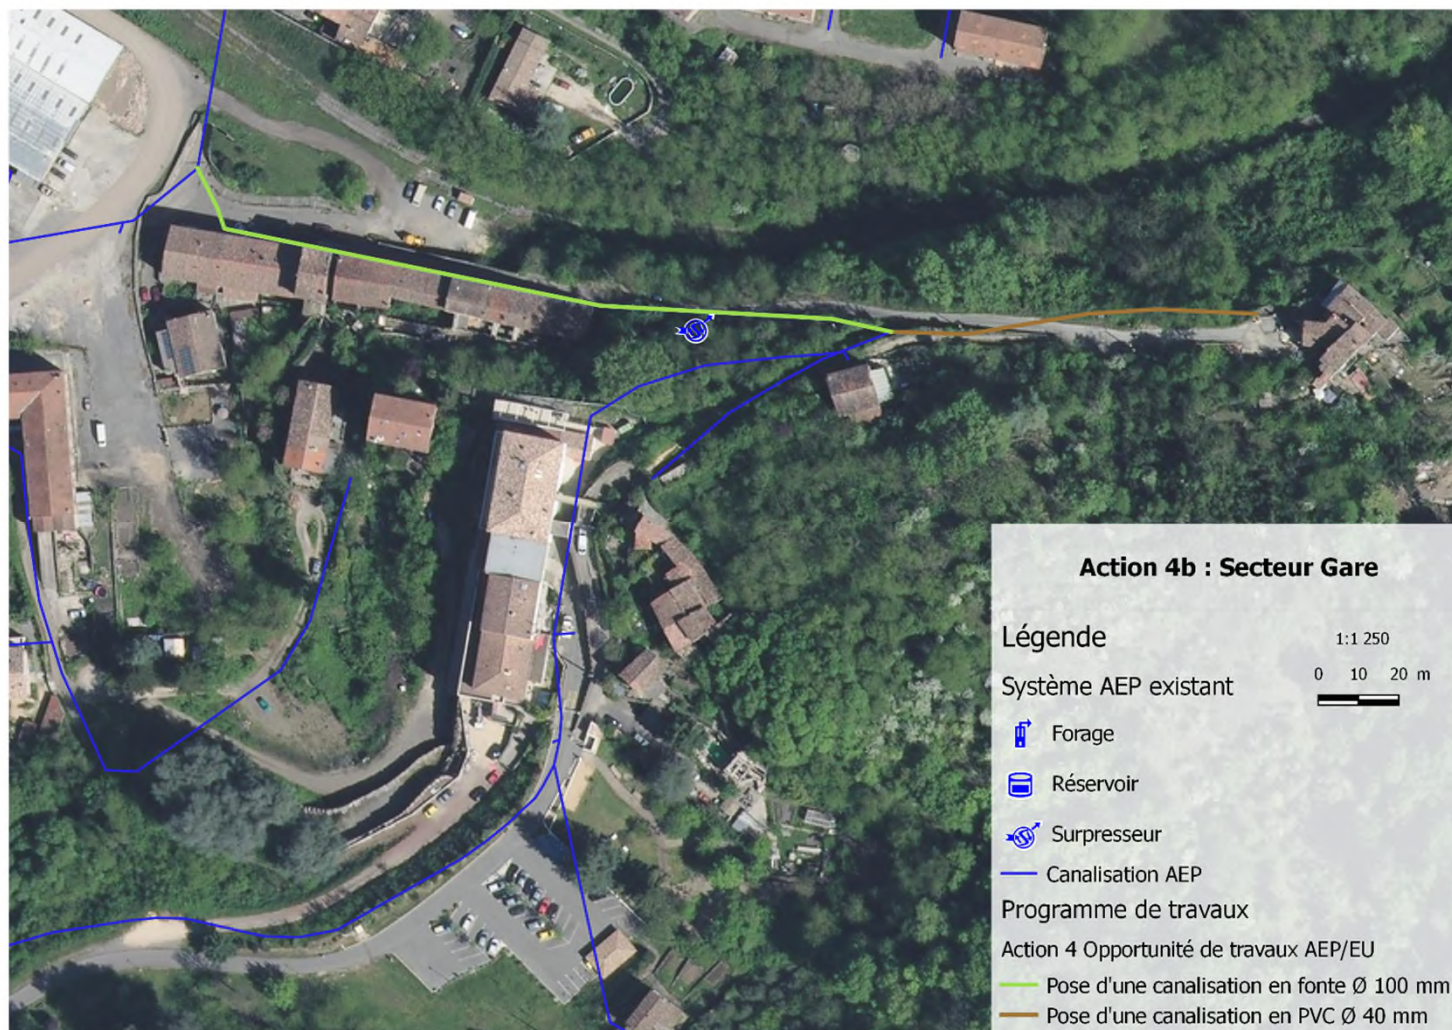 Action 4b : Secteur Gare
Légende
1:1 250
0 10 20 m
Système AEP existant
Forage
Réservoir
Surpresseur
Canalisation AEP
Programme de travaux
Action 4 Opportunité de travaux AEP/EU
Pose d'une canalisation en fonte Ø 100 mm
Pose d'une canalisation en PVC Ø 40 mm